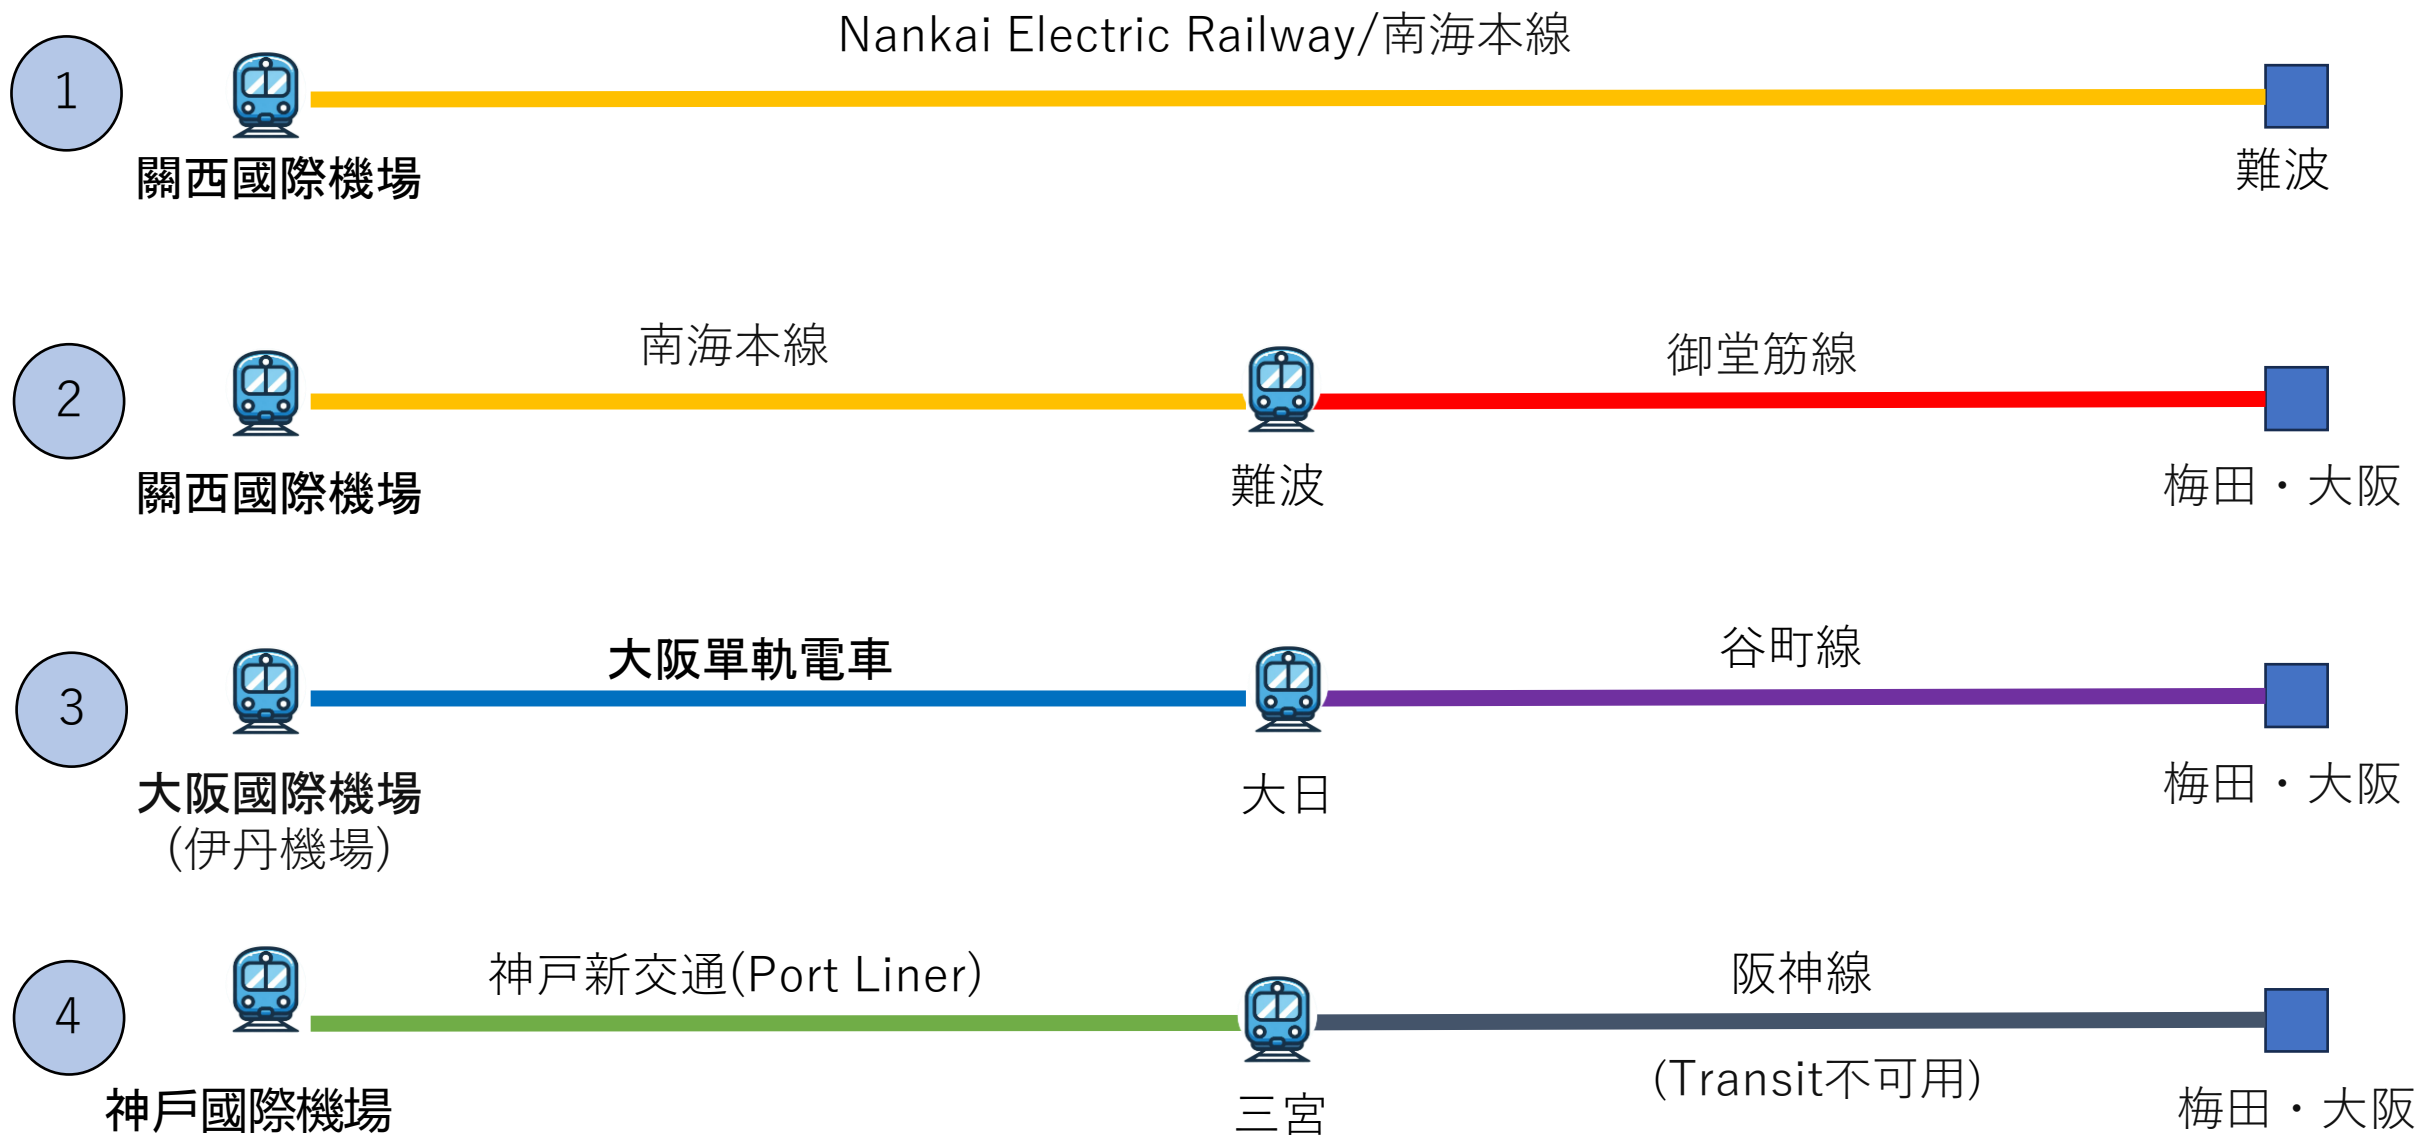 Nankai Electric Railway/南海本線
1
關西國際機場
難波
南海本線
御堂筋線
2
關西國際機場
難波
梅田・大阪
大阪單軌電車
谷町線
3
大阪國際機場
(伊丹機場)
大日
梅田・大阪
神戸新交通(Port Liner)
阪神線
4
(Transit不可用)
神戶國際機場
三宮
梅田・大阪